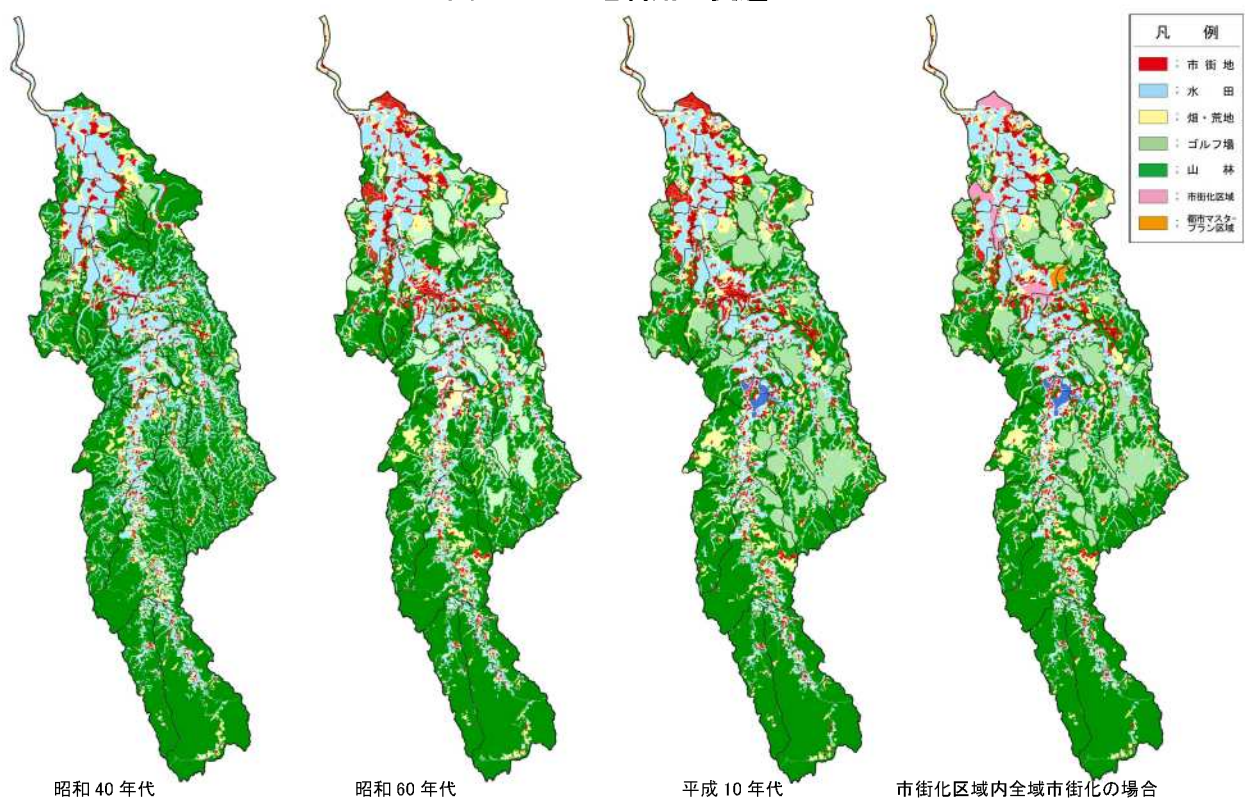 凡 例
: 市 街 地
: 水 田
: 畑・荒地
: ゴルフ場
: 山 林
: 市街化区域
: 都市マスター
プラン区域
昭和 40 年代
昭和 60 年代
平成 10 年代
市街化区域内全域市街化の場合